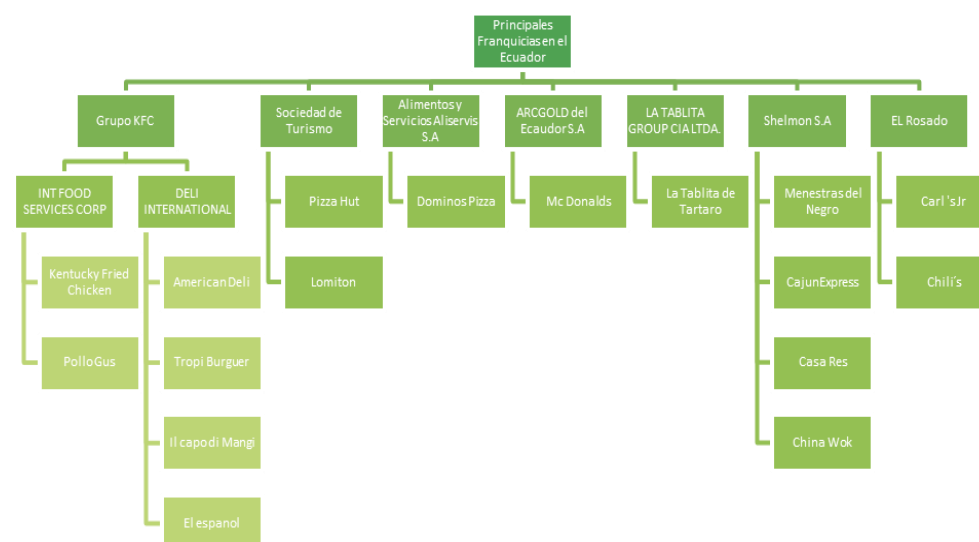 Principales
Franquicias en el
Ecuador
Grupo KFC
Sociedad de
Turismo
Alimentos y
Servicios Aliservis
S.A
ARCGOLD del
Ecaudor S.A
LA TABLITA
GROUP CIA LTDA.
Shelmon S.A
EL Rosado
INT FOOD
SERVICES CORP
DELI
INTERNATIONAL
Pizza Hut
Dominos Pizza
Mc Donalds
La Tablita de
Tartaro
Menestras del
Negro
Carl ´s Jr
Kentucky Fried
Chicken
American Deli
Lomiton
Cajun Express
Chili´s
Pollo Gus
Tropi Burguer
Casa Res
Il capo di Mangi
China Wok
El espanol